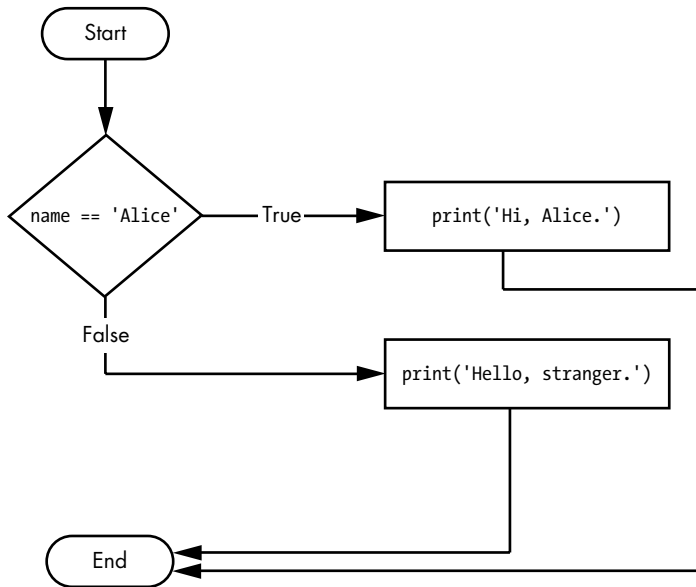 Start
name == 'Alice'
True
print('Hi, Alice.')
False
print('Hello, stranger.')
End